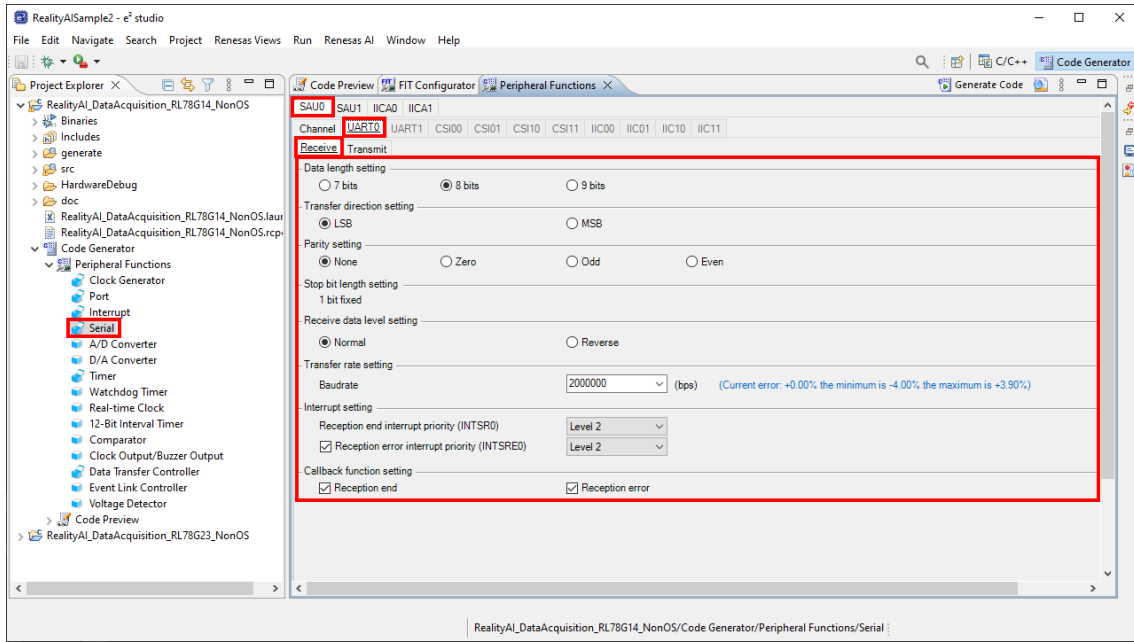 RealityAISample2 - e² studio
File Edit Navigate Search Project Renesas Views Run Renesas AI Window Help
C/C++ Code Generator
Project Explorer
RealityAI_DataAcquisition_RL78G14_NonOS
Binaries
Includes
generate
src
HardwareDebug
doc
RealityAI_DataAcquisition_RL78G14_NonOS.laur
RealityAI_DataAcquisition_RL78G14_NonOS.rcp
Code Generator
Peripheral Functions
Clock Generator
Port
Interrupt
Serial
A/D Converter
D/A Converter
Timer
Watchdog Timer
Real-time Clock
12-Bit Interval Timer
Comparator
Clock Output/Buzzer Output
Data Transfer Controller
Event Link Controller
Voltage Detector
Code Preview
RealityAI_DataAcquisition_RL78G23_NonOS
Code Preview FIT Configurator Peripheral Functions Generate Code
SAU0 SAU1 IICA0 IICA1
Channel UART0 UART1 CSI00 CSI01 CSI10 CSI11 IIC00 IIC01 IIC10 IIC11
Receive Transmit
Data length setting
7 bits 8 bits 9 bits
Transfer direction setting
LSB MSB
Parity setting
None Zero Odd Even
Stop bit length setting
1 bit fixed
Receive data level setting
Normal Reverse
Transfer rate setting
Baudrate 2000000 (bps) (Current error: +0.00% the minimum is -4.00% the maximum is +3.90%)
Interrupt setting
Reception end interrupt priority (INTSR0) Level 2
Reception error interrupt priority (INTSRE0) Level 2
Callback function setting
Reception end Reception error
RealityAI_DataAcquisition_RL78G14_NonOS/Code Generator/Peripheral Functions/Serial